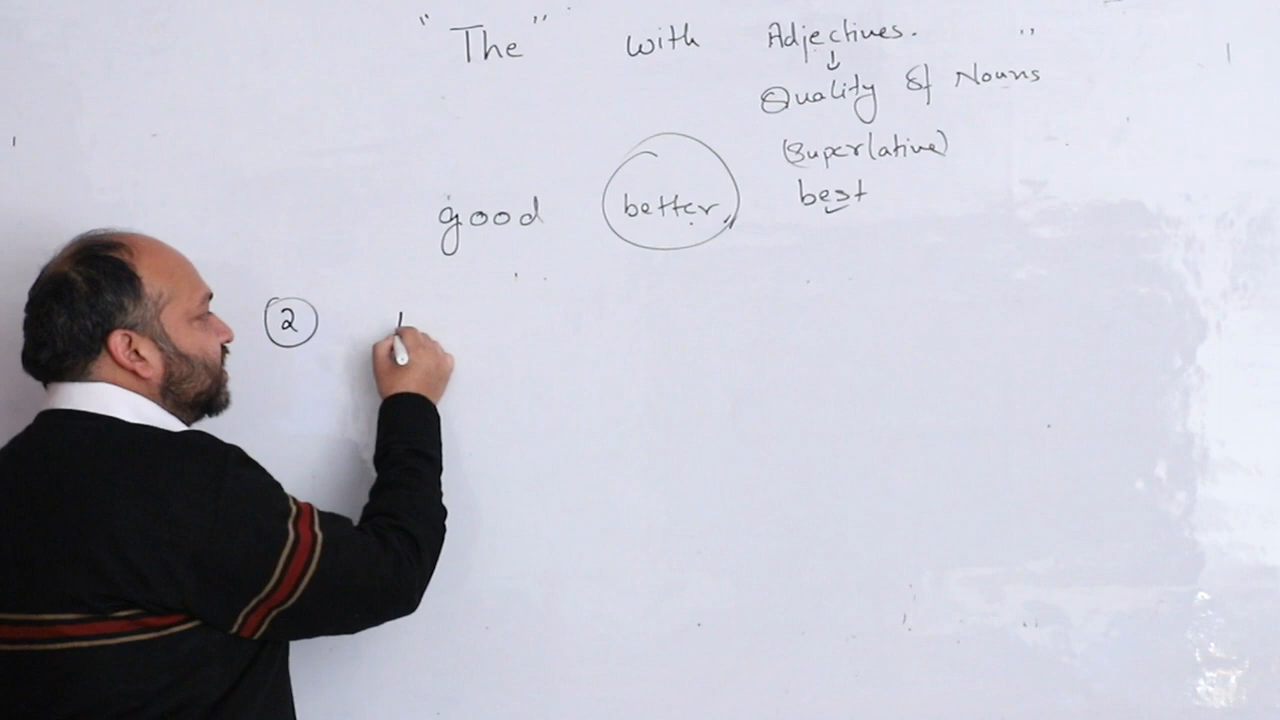 "The" with Adjectives. "
↓
Quality of Nouns
(Superlative)
good better best
2